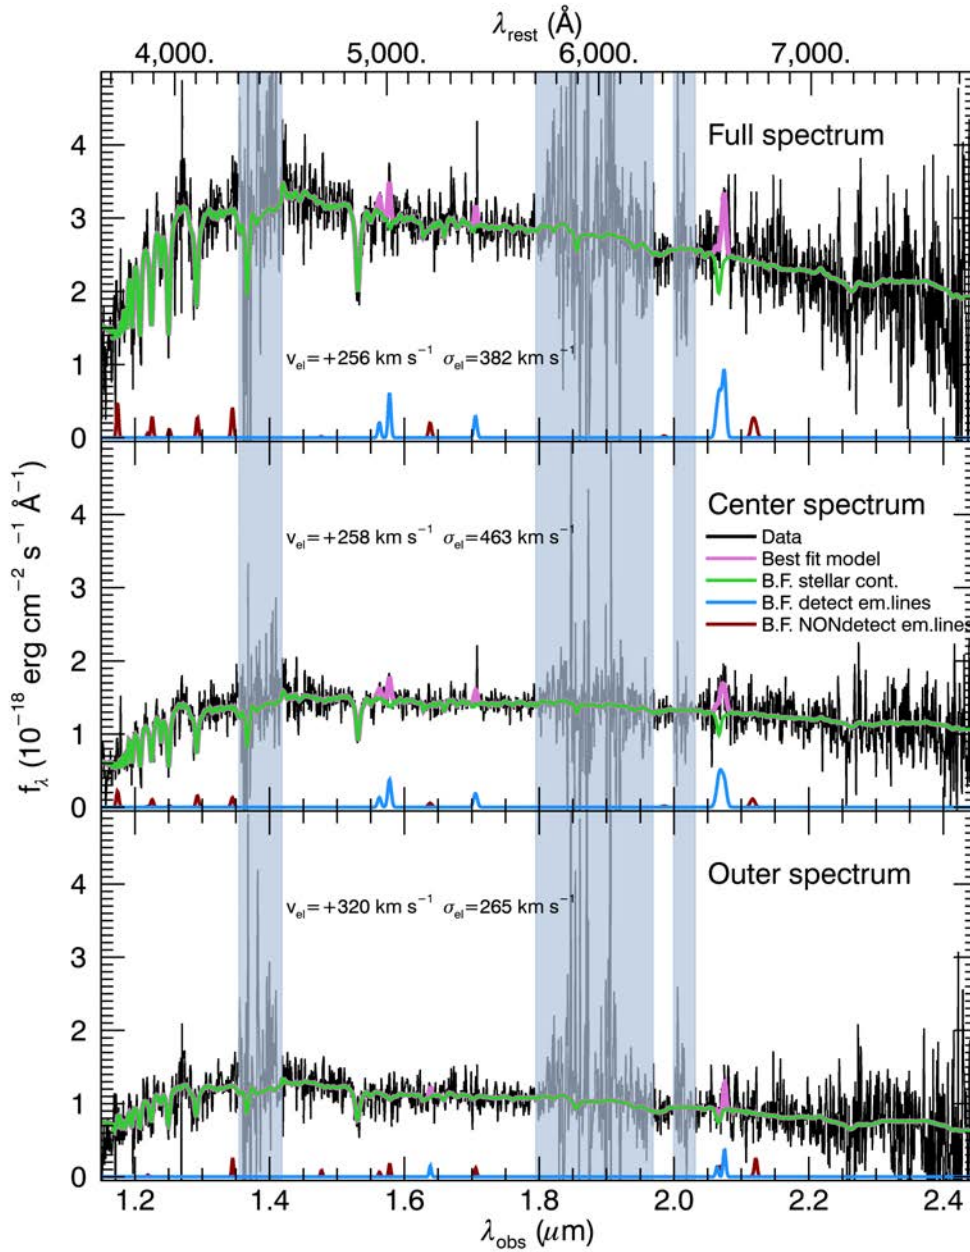 λrest (Å)
4,000. 5,000. 6,000. 7,000.
Full spectrum
4
3
2
1
0
vel=+256 km s−1 σel=382 km s−1
Center spectrum
Data
Best fit model
B.F. stellar cont.
B.F. detect em.lines
B.F. NONdetect em.lines
4
3
2
1
0
vel=+258 km s−1 σel=463 km s−1
fλ (10−18 erg cm−2 s−1 Å−1)
Outer spectrum
4
3
2
1
0
vel=+320 km s−1 σel=265 km s−1
1.2 1.4 1.6 1.8 2.0 2.2 2.4
λobs (μm)